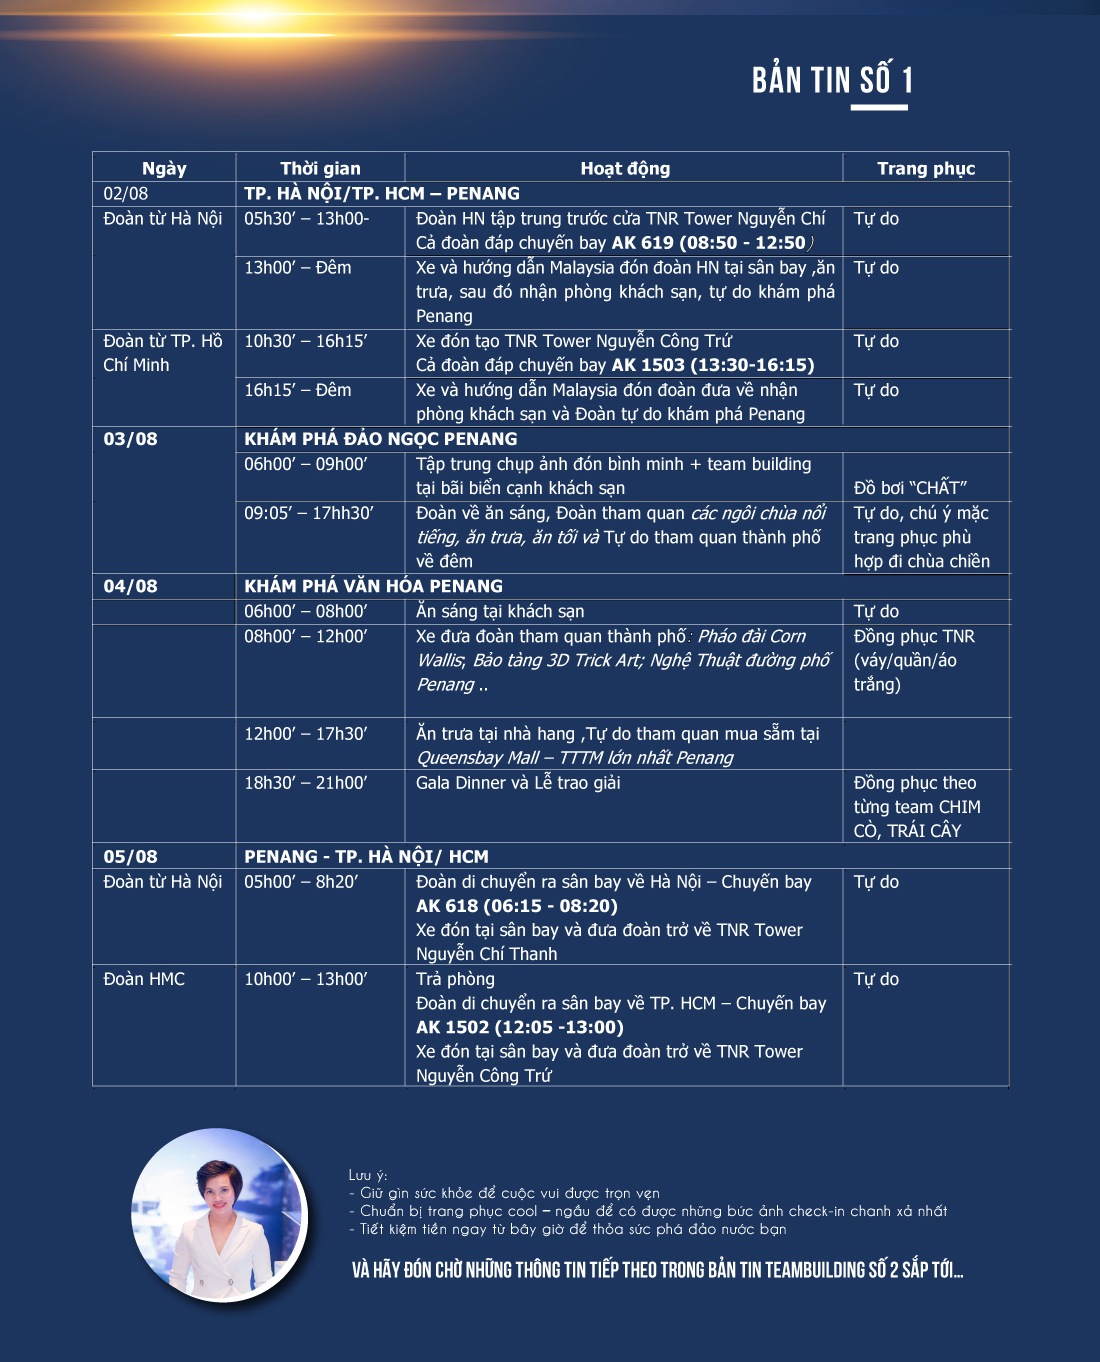 BẢN TIN SỐ 1
Ngày Thời gian Hoạt động Trang phục
02/08 TP. HÀ NỘI/TP. HCM – PENANG
Đoàn từ Hà Nội 05h30’ – 13h00- Đoàn HN tập trung trước cửa TNR Tower Nguyễn Chí Tự do
Cả đoàn đáp chuyến bay AK 619 (08:50 - 12:50)
13h00’ – Đêm Xe và hướng dẫn Malaysia đón đoàn HN tại sân bay ,ăn Tự do
trưa, sau đó nhận phòng khách sạn, tự do khám phá
Penang
Đoàn từ TP. Hồ 10h30’ – 16h15’ Xe đón tạo TNR Tower Nguyễn Công Trứ Tự do
Chí Minh Cả đoàn đáp chuyến bay AK 1503 (13:30-16:15)
16h15’ – Đêm Xe và hướng dẫn Malaysia đón đoàn đưa về nhận Tự do
phòng khách sạn và Đoàn tự do khám phá Penang
03/08 KHÁM PHÁ ĐẢO NGỌC PENANG
06h00’ – 09h00’ Tập trung chụp ảnh đón bình minh + team building
tại bãi biển cạnh khách sạn Đồ bơi “CHẤT”
09:05’ – 17hh30’ Đoàn về ăn sáng, Đoàn tham quan các ngôi chùa nổi Tự do, chú ý mặc
tiếng, ăn trưa, ăn tối và Tự do tham quan thành phố trang phục phù
về đêm hợp đi chùa chiền
04/08 KHÁM PHÁ VĂN HÓA PENANG
06h00’ – 08h00’ Ăn sáng tại khách sạn Tự do
08h00’ – 12h00’ Xe đưa đoàn tham quan thành phố: Pháo đài Corn Đồng phục TNR
Wallis; Bảo tàng 3D Trick Art; Nghệ Thuật đường phố (váy/quần/áo
Penang .. trắng)
12h00’ – 17h30’ Ăn trưa tại nhà hang ,Tự do tham quan mua sắm tại
Queensbay Mall – TTTM lớn nhất Penang
18h30’ – 21h00’ Gala Dinner và Lễ trao giải Đồng phục theo
từng team CHIM
CÒ, TRÁI CÂY
05/08 PENANG - TP. HÀ NỘI/ HCM
Đoàn từ Hà Nội 05h00’ – 8h20’ Đoàn di chuyển ra sân bay về Hà Nội – Chuyến bay Tự do
AK 618 (06:15 - 08:20)
Xe đón tại sân bay và đưa đoàn trở về TNR Tower
Nguyễn Chí Thanh
Đoàn HMC 10h00’ – 13h00’ Trả phòng Tự do
Đoàn di chuyển ra sân bay về TP. HCM – Chuyến bay
AK 1502 (12:05 -13:00)
Xe đón tại sân bay và đưa đoàn trở về TNR Tower
Nguyễn Công Trứ
Lưu ý:
- Giữ gìn sức khỏe để cuộc vui được trọn vẹn
- Chuẩn bị trang phục cool – ngầu để có được những bức ảnh check-in chanh xả nhất
- Tiết kiệm tiền ngay từ bây giờ để thỏa sức phá đảo nước bạn
VÀ HÃY ĐÓN CHỜ NHỮNG THÔNG TIN TIẾP THEO TRONG BẢN TIN TEAMBUILDING SỐ 2 SẮP TỚI...